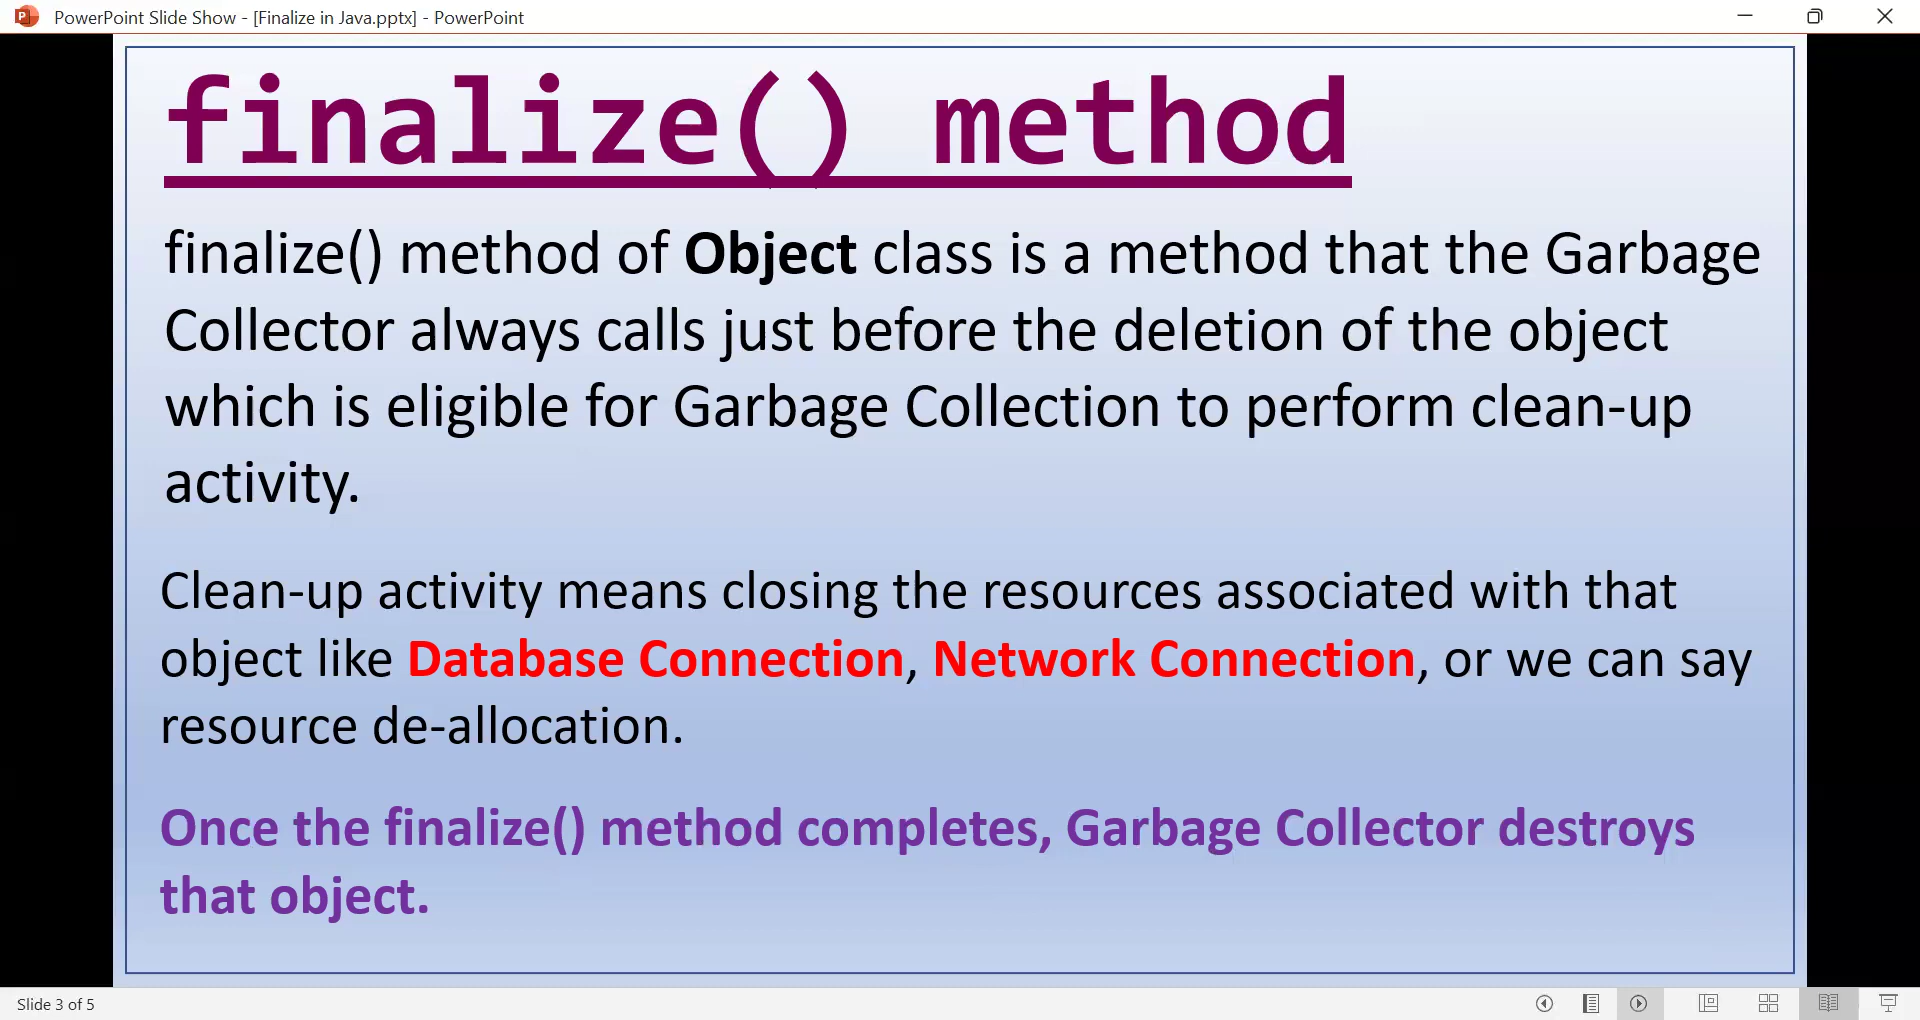 PowerPoint Slide Show - [Finalize in Java.pptx] - PowerPoint
finalize() method
finalize() method of Object class is a method that the Garbage
Collector always calls just before the deletion of the object
which is eligible for Garbage Collection to perform clean-up
activity.
Clean-up activity means closing the resources associated with that
object like Database Connection, Network Connection, or we can say
resource de-allocation.
Once the finalize() method completes, Garbage Collector destroys
that object.
Slide 3 of 5